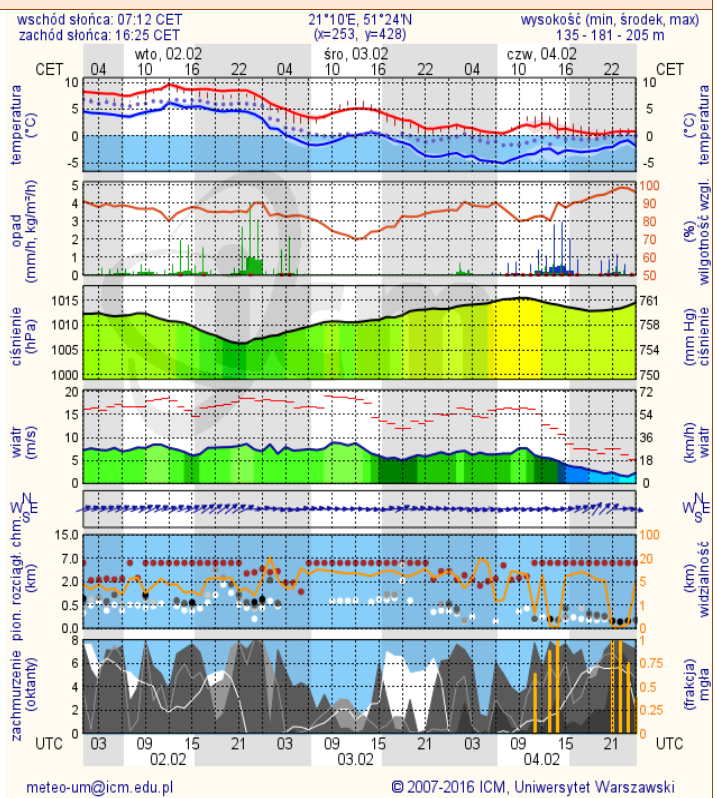 wschód słońca: 07:12 CET 21°10'E, 51°24'N wysokość (min, środek, max)
zachód słońca: 16:25 CET (x=253, y=428) 135 - 181 - 205 m
wto, 02.02 śro, 03.02 czw, 04.02
CET 04 10 16 22 04 10 16 22 04 10 16 22 CET
temperatura (°C)
10 5 0 -5
10 5 0 -5
(°C) temperatura
opad (mm/h, kg/m²/h)
5 4 3 2 1 0
100 90 80 70 60 50
(%) wilgotność wzgl.
icm
ciśnienie (hPa)
1015 1010 1005 1000
761 758 754 750
(mm Hg) ciśnienie
wiatr (m/s)
20 15 10 5 0
72 54 36 18 0
(km/h) wiatr
N W E S
N W E S
pion. rozciągł. chm. (km)
15.0 7.0 2.0 0.5 0.0
100 20 5 1 0
(km) widzialność
zachmurzenie (oktanty)
8 6 4 2 0
1 0.75 0.5 0.25 0
(frakcja) mgła
UTC 03 09 15 21 03 09 15 21 03 09 15 21 UTC
02.02 03.02 04.02
meteo-um@icm.edu.pl © 2007-2016 ICM, Uniwersytet Warszawski